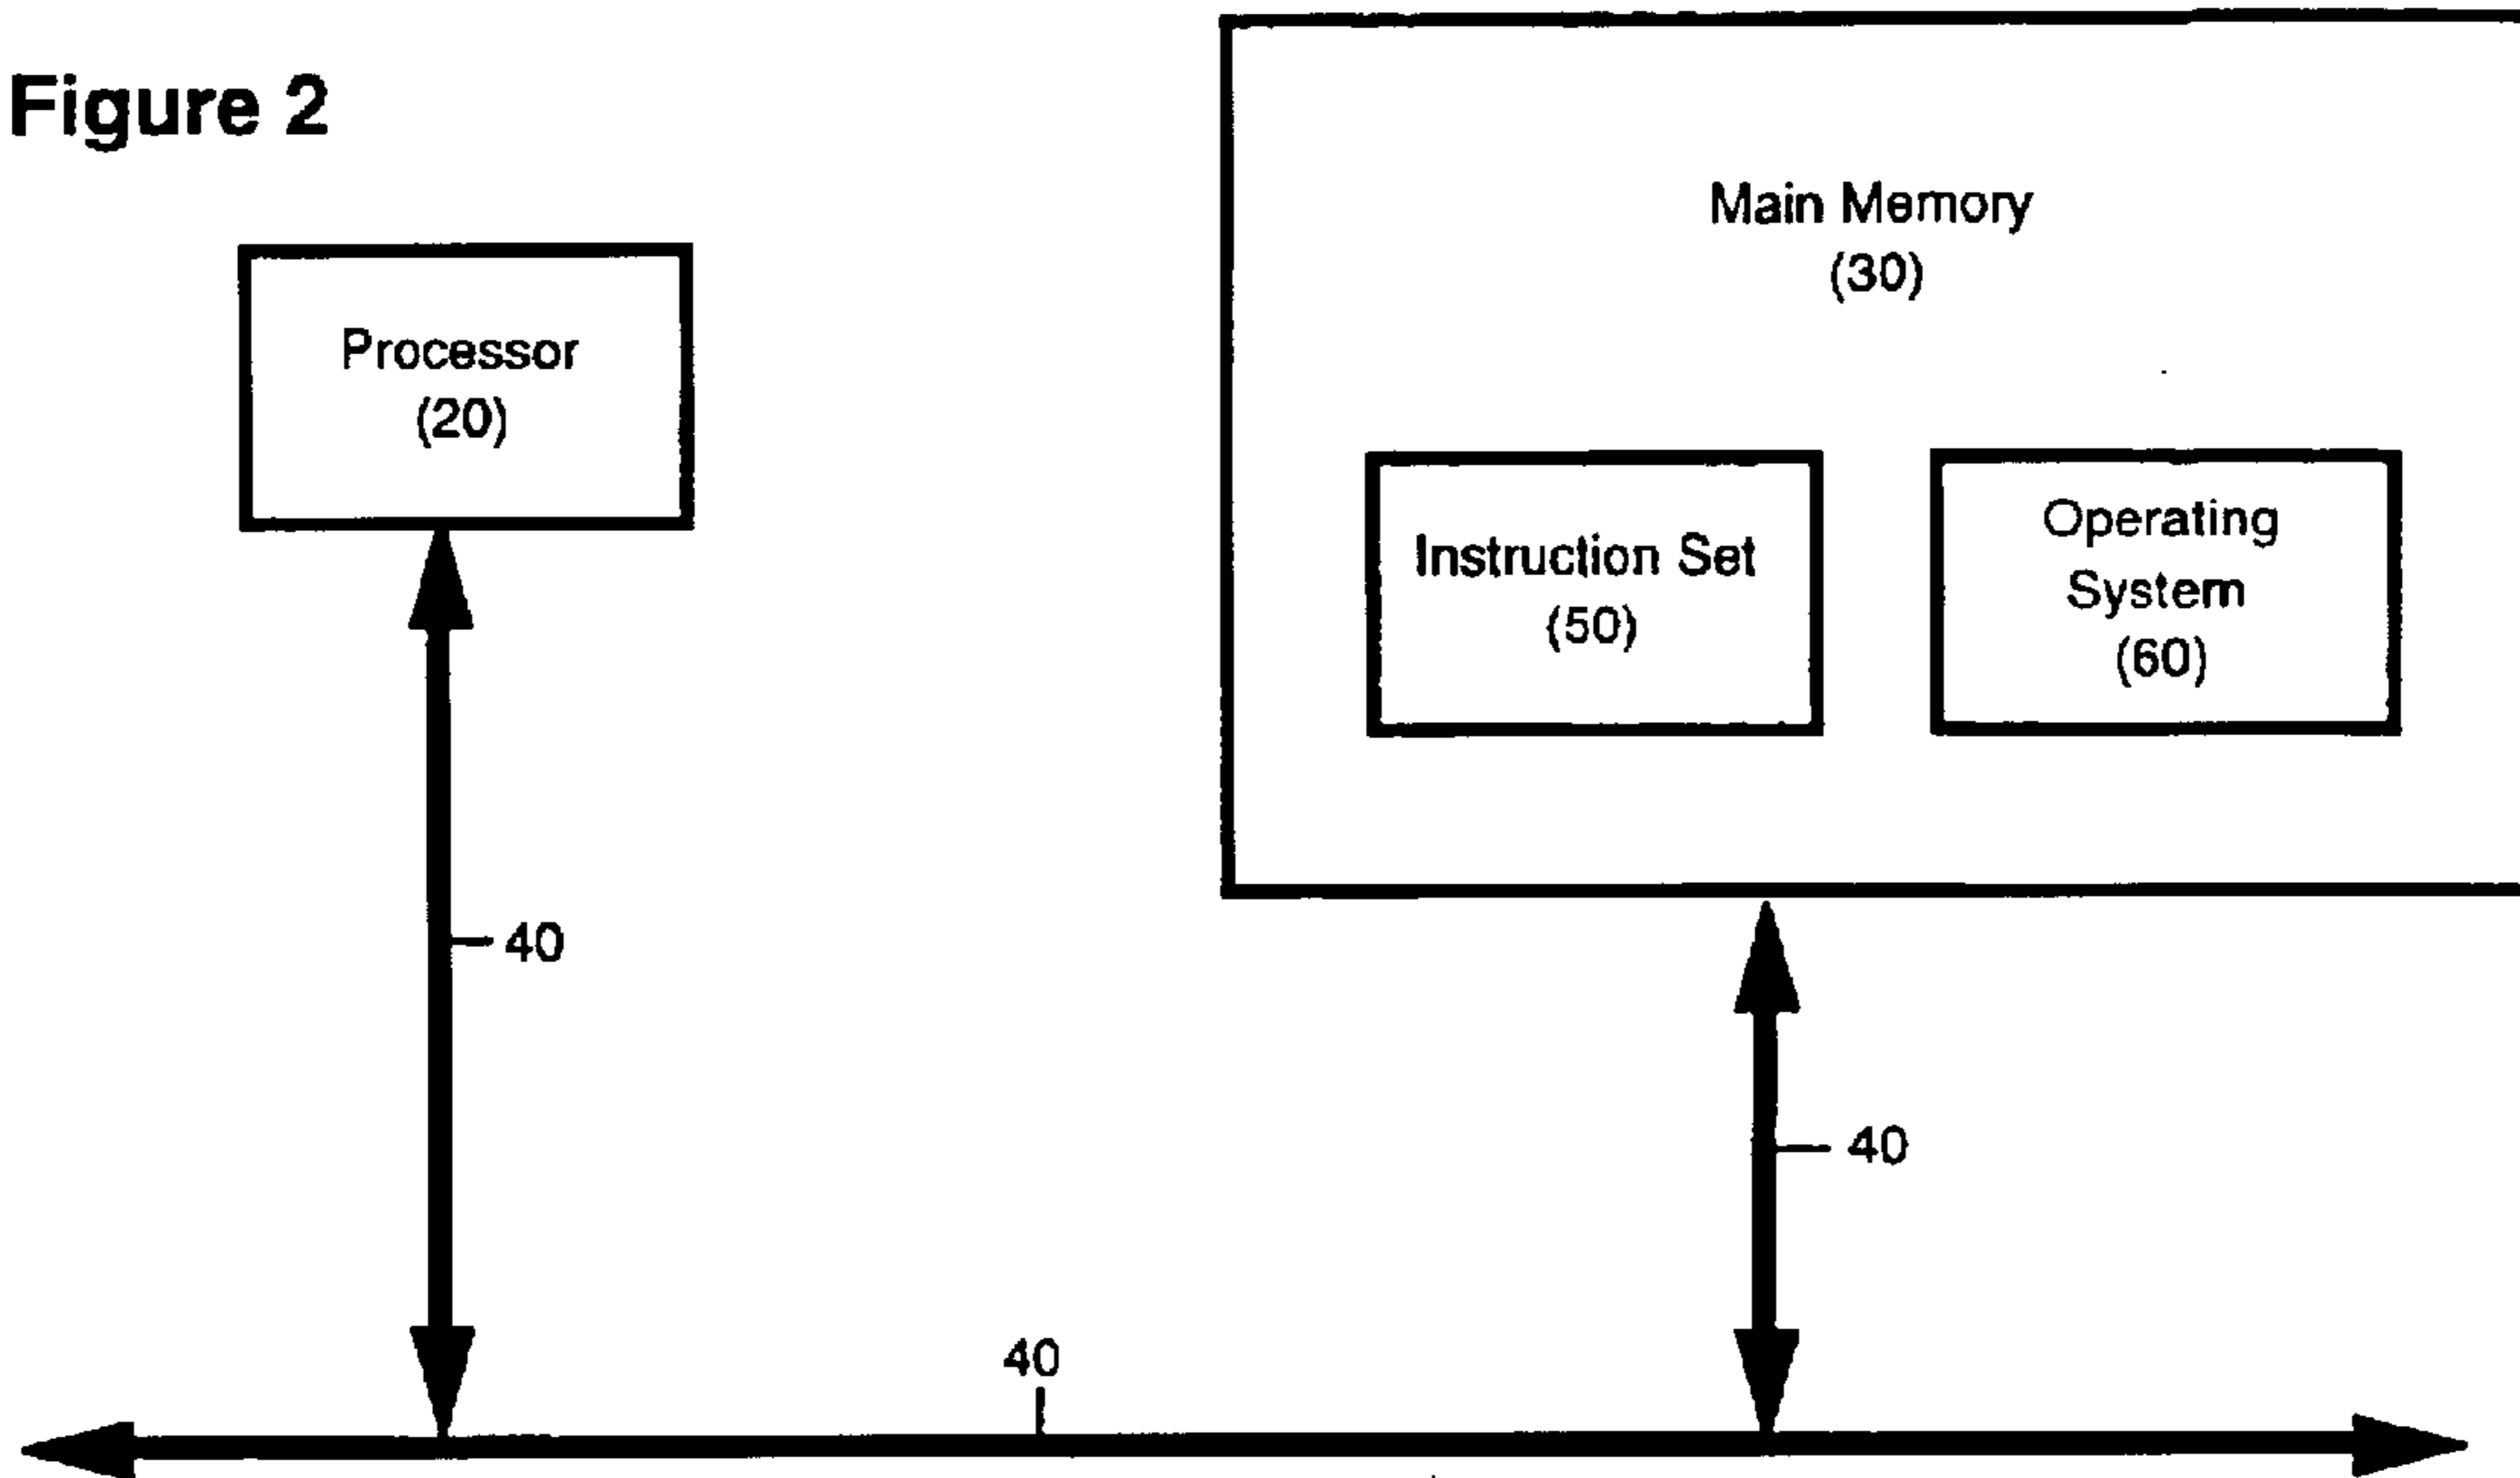 Figure 2
Main Memory
(30)
Processor
(20)
Instruction Set
(50)
Operating
System
(60)
40
40
40